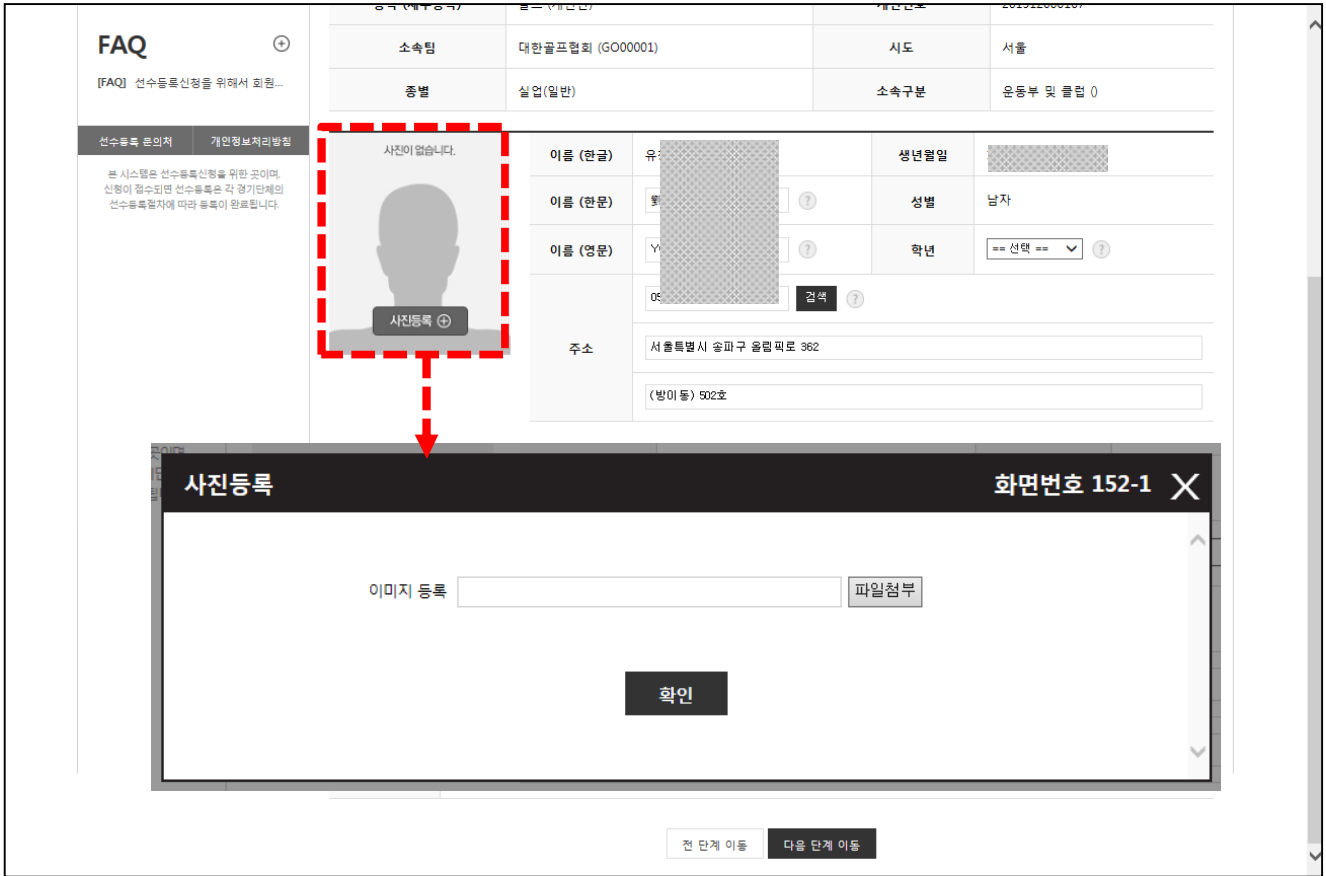 FAQ
[FAQ] 선수등록신청을 위해서 회원...
선수등록 문의처
개인정보처리방침
본 시스템은 선수등록신청을 위한 곳이며,
신청이 접수되면 선수등록은 각 경기단체의
선수등록절차에 따라 등록이 완료됩니다.
소속팀 대한골프협회 (GO00001) 시도 서울
종별 실업(일반) 소속구분 운동부 및 클럽 ()
사진이 없습니다.
사진등록
이름 (한글) 유 생년월일
이름 (한문) ? 성별 남자
이름 (영문) ? 학년 == 선택 == ?
주소 검색 ?
서울특별시 송파구 올림픽로 362
(방이동) 502호
사진등록 화면번호 152-1 X
이미지 등록 파일첨부
확인
전 단계 이동 다음 단계 이동